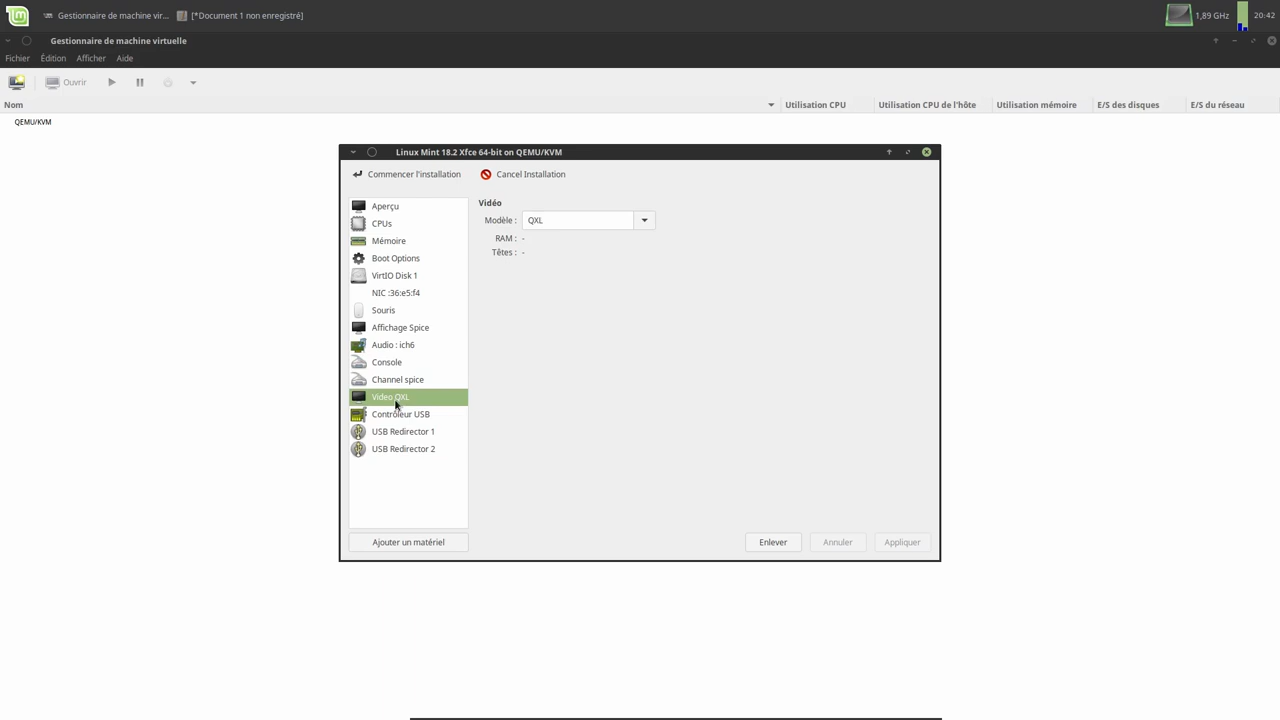 Gestionnaire de machine vir... [*Document 1 non enregistré] 1,89 GHz 20:42
Gestionnaire de machine virtuelle
Fichier Édition Afficher Aide
Ouvrir
Nom Utilisation CPU Utilisation CPU de l'hôte Utilisation mémoire E/S des disques E/S du réseau
QEMU/KVM
Linux Mint 18.2 Xfce 64-bit on QEMU/KVM
Commencer l'installation Cancel Installation
Aperçu
CPUs
Mémoire
Boot Options
VirtIO Disk 1
NIC :36:e5:f4
Souris
Affichage Spice
Audio : ich6
Console
Channel spice
Video QXL
Contrôleur USB
USB Redirector 1
USB Redirector 2
Vidéo
Modèle : QXL
RAM : -
Têtes : -
Ajouter un matériel Enlever Annuler Appliquer